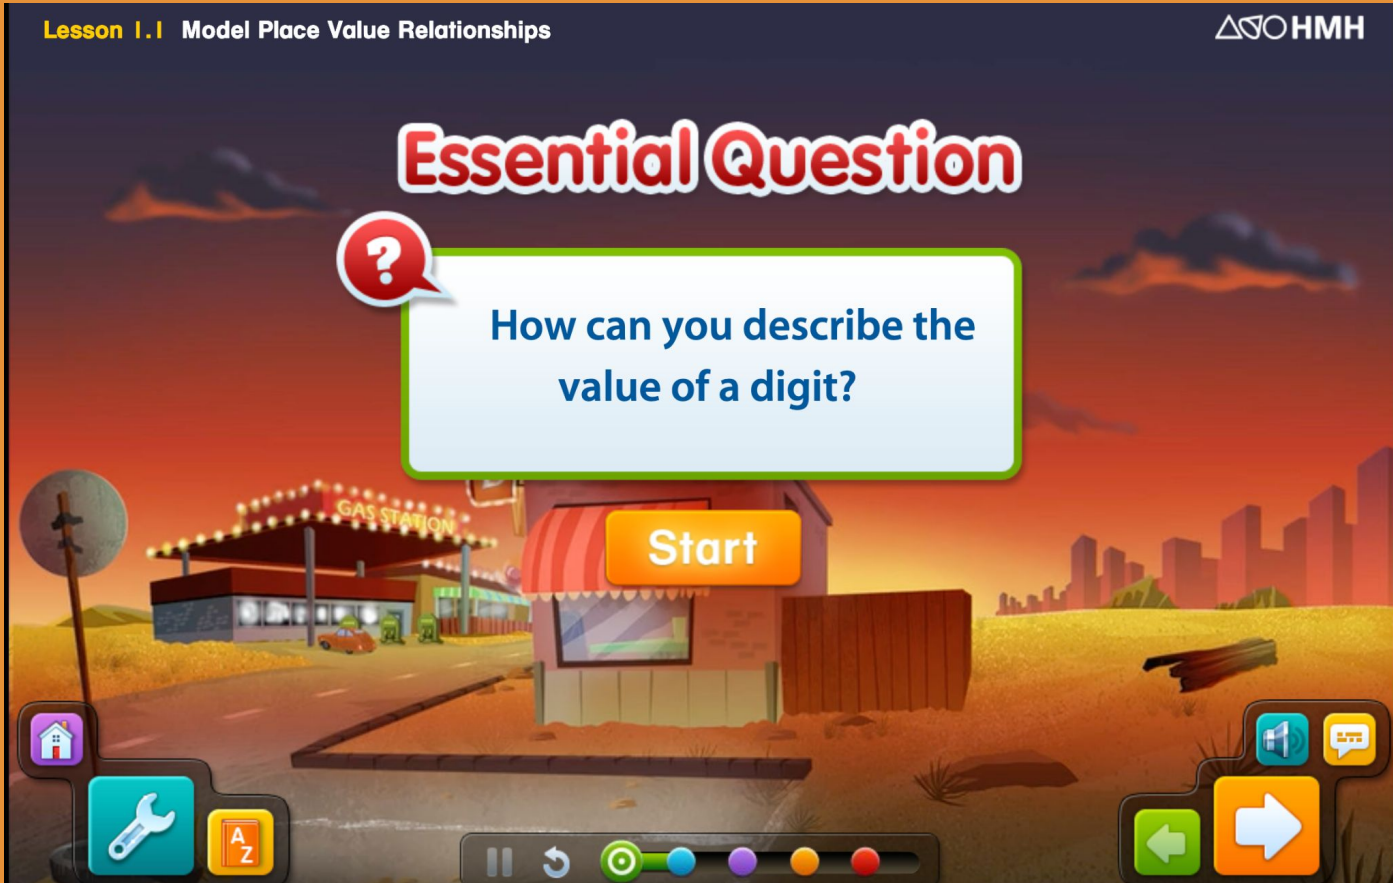 Lesson 1.1 Model Place Value Relationships
HMH
Essential Question
?
How can you describe the
value of a digit?
GAS STATION
Start
A
Z